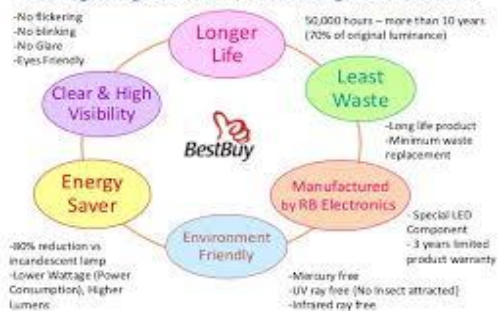 -No flickering
-No blinking
-No Glare
-Eyes Friendly
Longer
Life
50,000 hours – more than 10 years
(70% of original luminance)
Clear & High
Visibility
Least
Waste
BestBuy
-Long life product
-Minimum waste
replacement
Energy
Saver
Manufactured
by RB Electronics
Environment
Friendly
- Special LED
Component
- 3 years limited
product warranty
-80% reduction vs
incandescent lamp
-Lower Wattage (Power
Consumption), Higher
Lumens
-Mercury free
-UV ray free (No Insect attracted)
-Infrared ray free